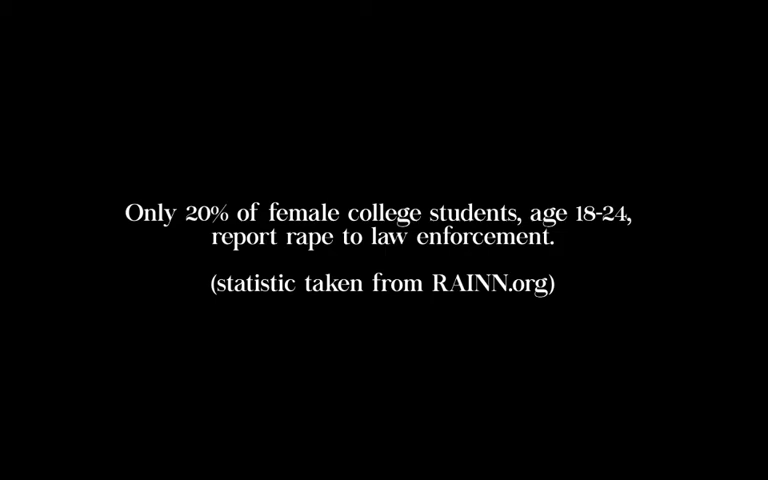 Only 20% of female college students, age 18-24,
report rape to law enforcement.
(statistic taken from RAINN.org)